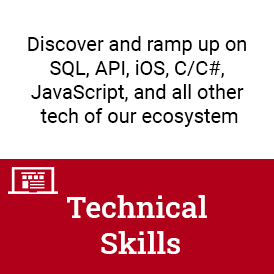 Discover and ramp up on
SQL, API, iOS, C/C#,
JavaScript, and all other
tech of our ecosystem
Technical
Skills